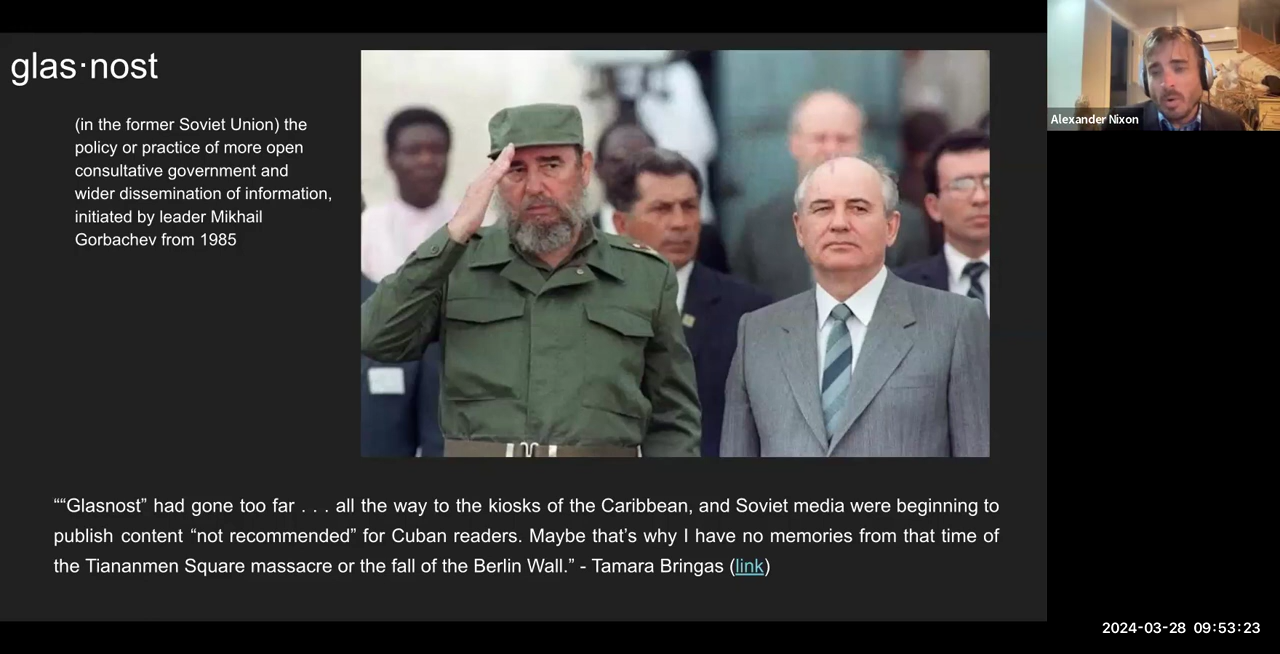 glas·nost
(in the former Soviet Union) the
policy or practice of more open
consultative government and
wider dissemination of information,
initiated by leader Mikhail
Gorbachev from 1985
““Glasnost” had gone too far . . . all the way to the kiosks of the Caribbean, and Soviet media were beginning to
publish content “not recommended” for Cuban readers. Maybe that’s why I have no memories from that time of
the Tiananmen Square massacre or the fall of the Berlin Wall.” - Tamara Bringas (link)
Alexander Nixon
2024-03-28 09:53:23